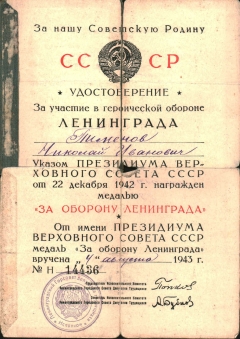 За нашу Советскую Родину
СССР
УДОСТОВЕРЕНИЕ
За участие в героической обороне
ЛЕНИНГРАДА
Николай Иванович
Указом ПРЕЗИДИУМА ВЕР-
ХОВНОГО СОВЕТА СССР
от 22 декабря 1942 г. награжден
медалью
«ЗА ОБОРОНУ ЛЕНИНГРАДА»
От имени ПРЕЗИДИУМА
ВЕРХОВНОГО СОВЕТА СССР
медаль «За оборону Ленинграда»
вручена „4“ августа 1943 г.
№ Н 14436